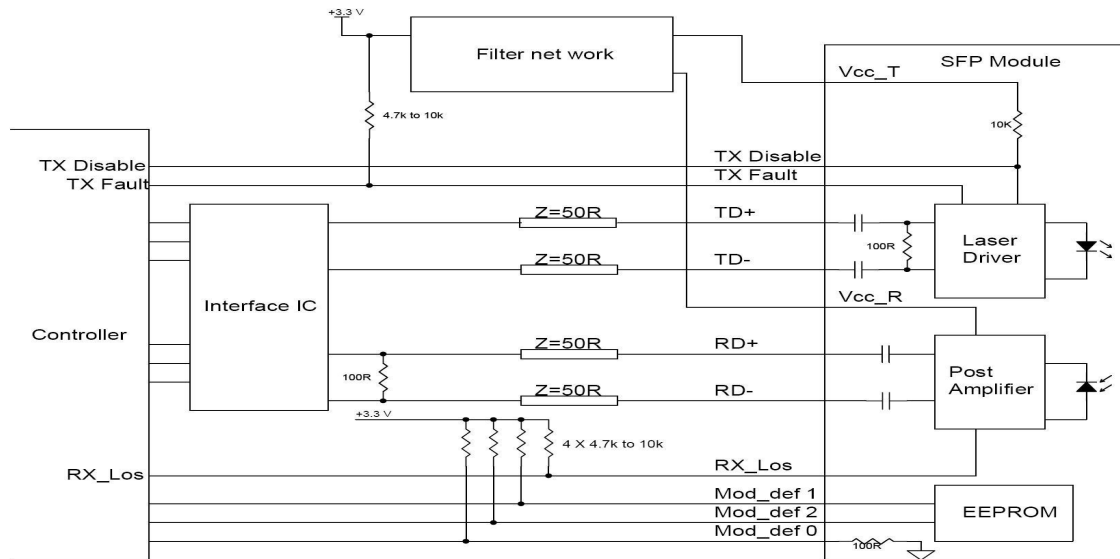 +3.3 V
Filter net work
SFP Module
Vcc_T
4.7k to 10k
10K
TX Disable
TX Disable
TX Fault
TX Fault
Z=50R
TD+
100R
Laser
Driver
Z=50R
TD-
Interface IC
Vcc_R
Controller
Z=50R
RD+
100R
Post
Amplifier
Z=50R
RD-
+3.3 V
4 X 4.7k to 10k
RX_Los
RX_Los
Mod_def 1
Mod_def 2
EEPROM
Mod_def 0
100R